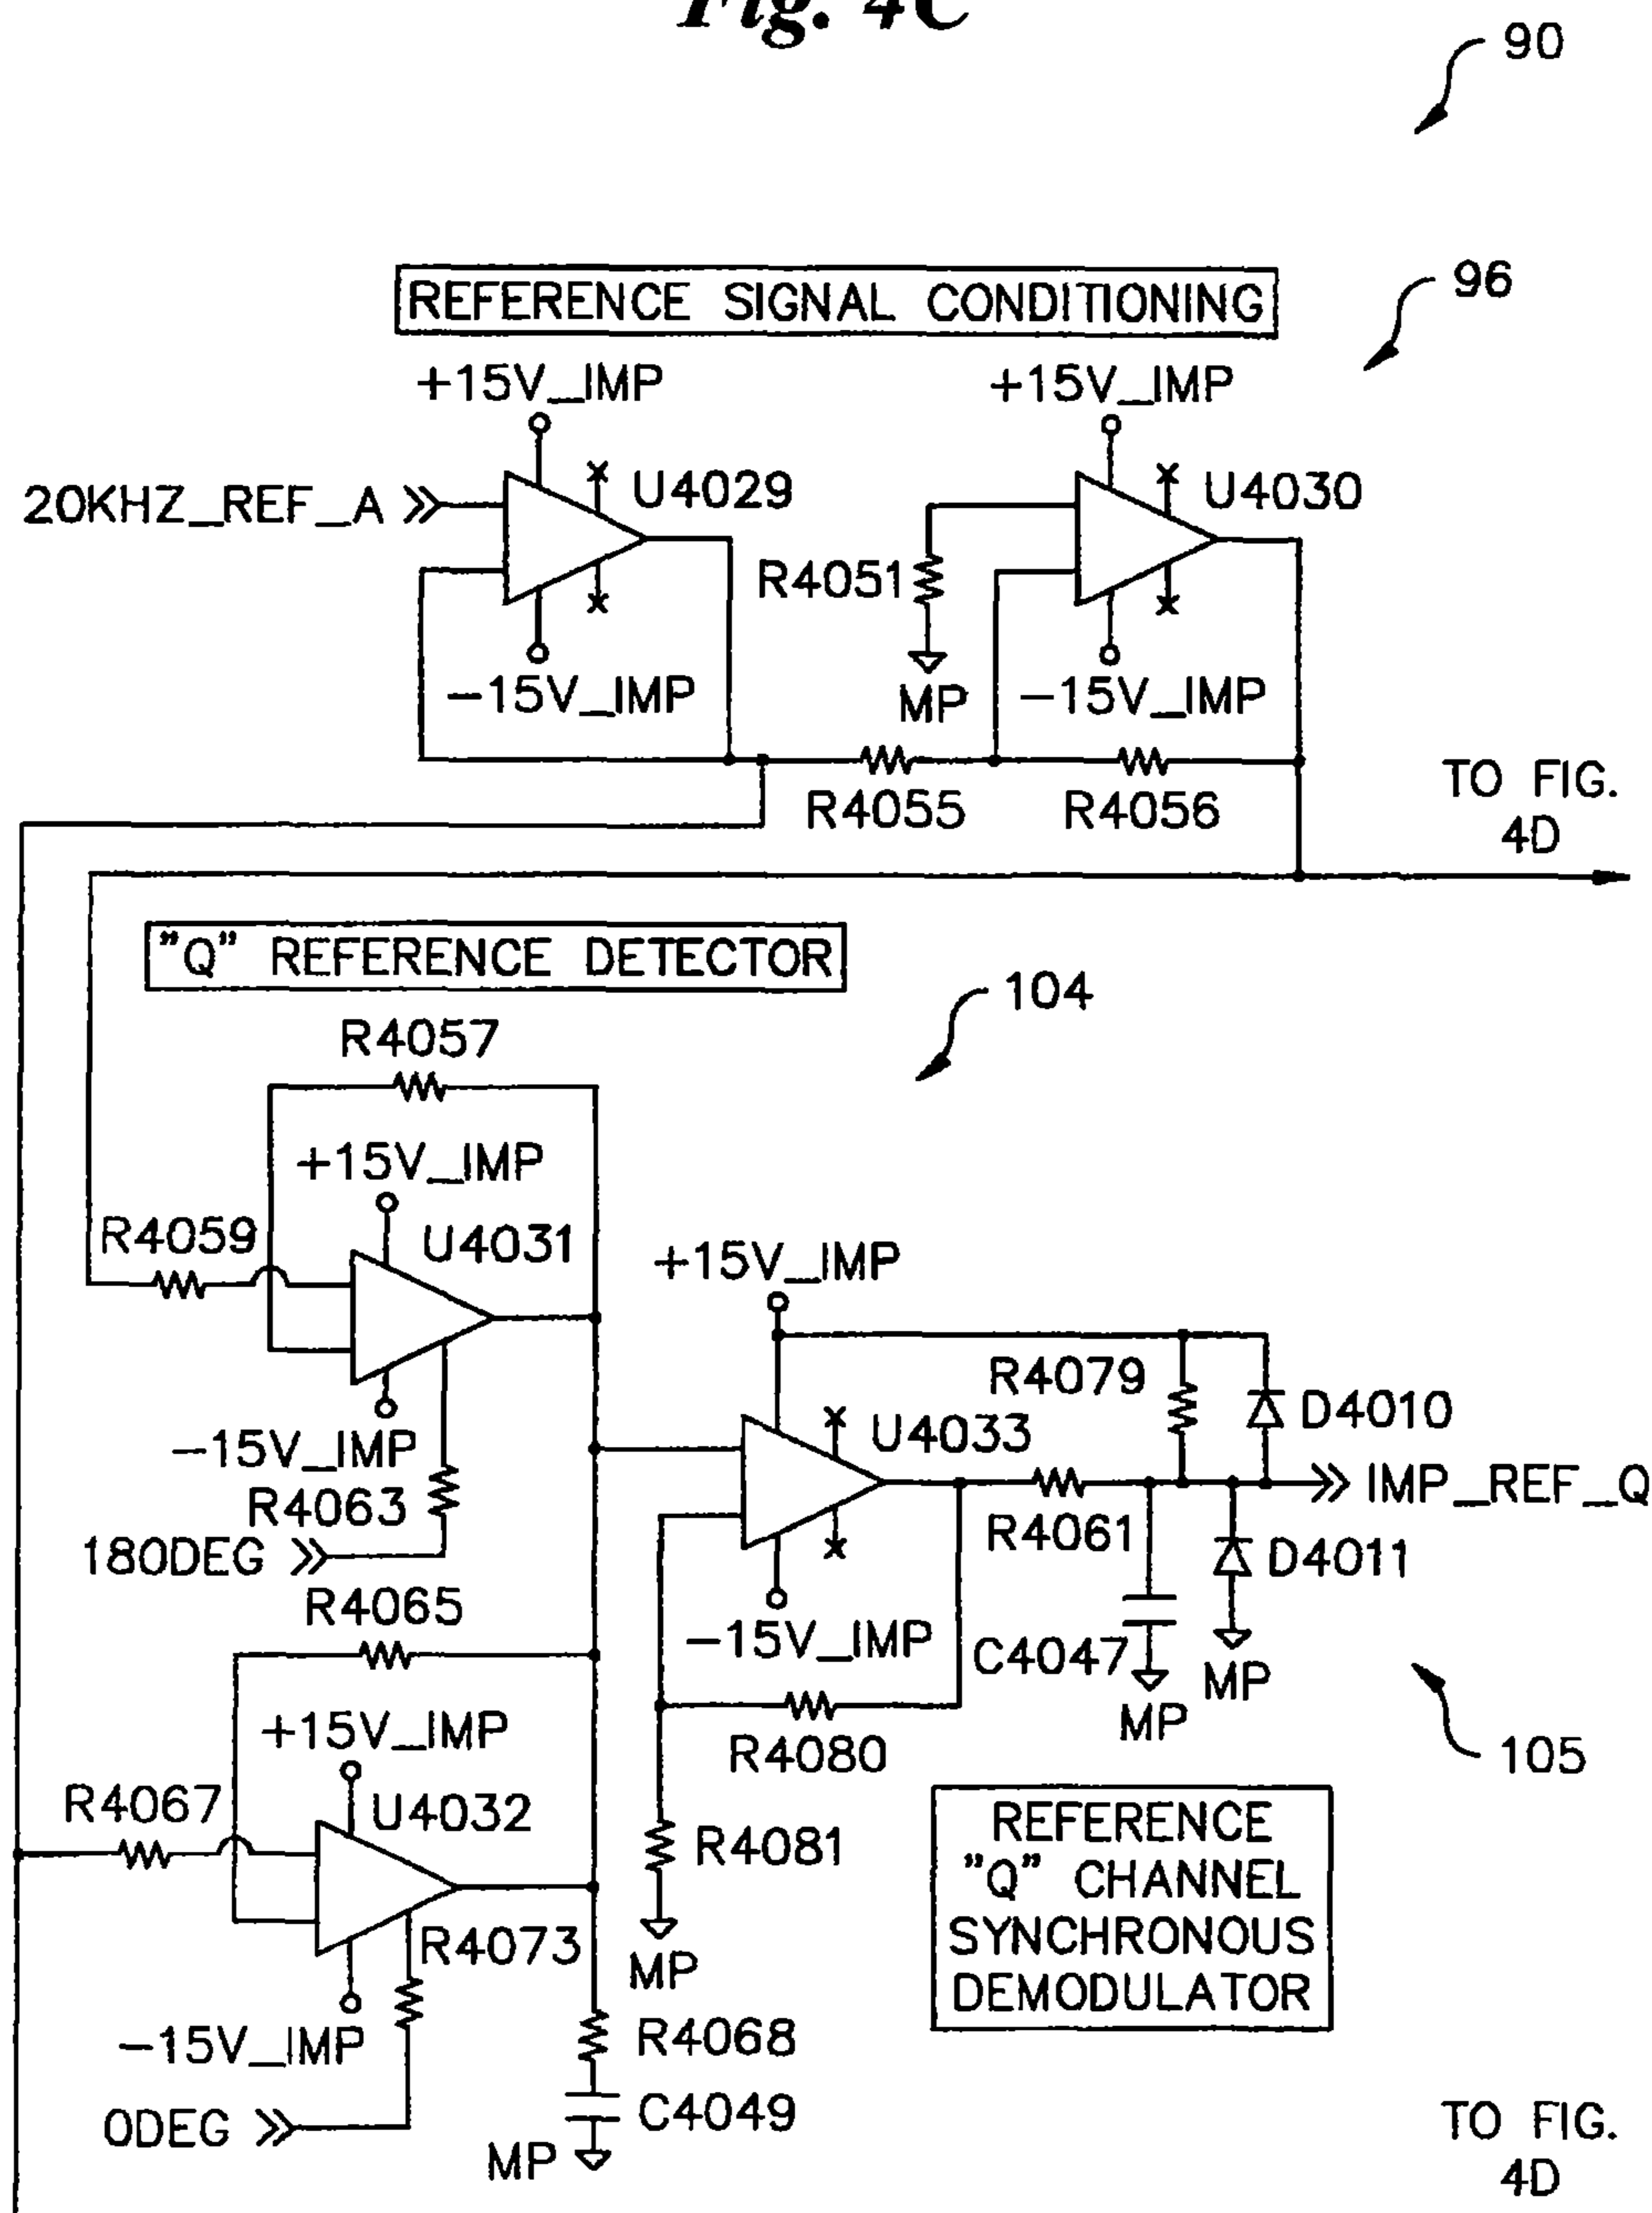 Fig. 4C
90
REFERENCE SIGNAL CONDITIONING
96
+15V_IMP
+15V_IMP
20KHZ_REF_A
U4029
U4030
R4051
-15V_IMP
MP
-15V_IMP
R4055
R4056
TO FIG.
4D
"Q" REFERENCE DETECTOR
104
R4057
+15V_IMP
R4059
U4031
+15V_IMP
R4079
D4010
-15V_IMP
U4033
IMP_REF_Q
R4063
R4061
180DEG
D4011
R4065
-15V_IMP
C4047
MP
MP
+15V_IMP
R4080
105
R4067
U4032
R4081
REFERENCE
"Q" CHANNEL
SYNCHRONOUS
DEMODULATOR
R4073
MP
-15V_IMP
R4068
0DEG
C4049
MP
TO FIG.
4D